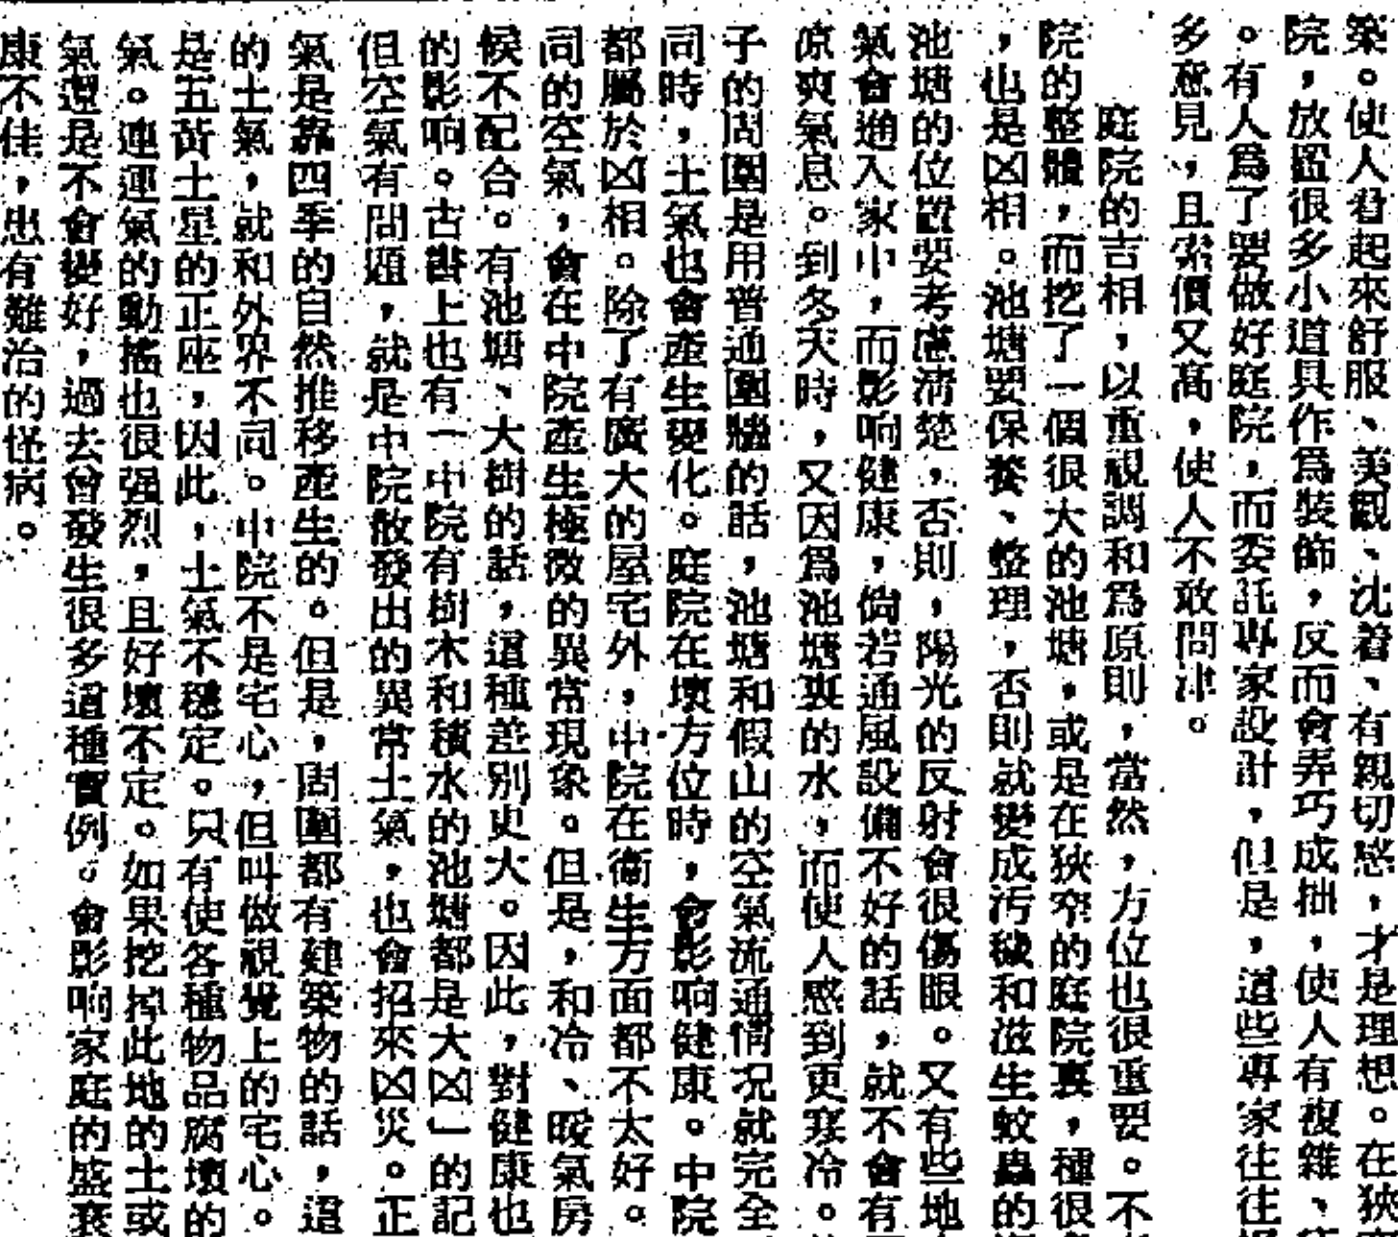 築。使人看起來舒服、美觀、沈着、有親切感，才是理想。在狹
院，放置很多小道具作爲裝飾，反而會弄巧成拙，使人有複雜、
。有人爲了要做好庭院，而委託專家設計，但是，這些專家往往
多意見，且索價又高，使人不敢問津。
庭院的吉相，以重視調和爲原則，當然，方位也很重要。不
院的整體，而挖了一個很大的池塘，或是在狹窄的庭院裏，種很
，也是凶相。池塘要保養、整理，否則就變成汚穢和滋生蚊蟲的
池塘的位置要考慮淸楚，否則，陽光的反射會很傷眼。又有些地
氣會通入家中，而影响健康，倘若通風設備不好的話，就不會有
凉爽氣息。到冬天時，又因爲池塘裏的水，而使人感到更寒冷。
子的周圍是用普通圍牆的話，池塘和假山的空氣流通情况就完全
同時，土氣也會產生變化。庭院在壞方位時，會影响健康。中院
都屬於凶相。除了有廣大的屋宅外，中院在衞生方面都不太好。
同的空氣，會在中院產生極微的異常現象。但是，和冷、暖氣房
候不配合。有池塘、大樹的話，這種差別更大。因此，對健康也
的影响。古書上也有「中院有樹木和積水的池塘都是大凶」的記
但空氣有問題，就是中院散發出的異常土氣，也會招來凶災。正
氣是靠四季的自然推移產生的。但是，周圍都有建築物的話，這
的土氣，就和外界不同。中院不是宅心，但叫做視覺上的宅心。
是五黃土星的正座，因此，土氣不穩定。只有使各種物品腐壞的
氣。連運氣的動搖也很强烈，且好壞不定。如果挖掉此地的土或
氣還是不會變好，過去曾發生很多這種實例。會影响家庭的盛衰
康不佳，患有難治的怪病。